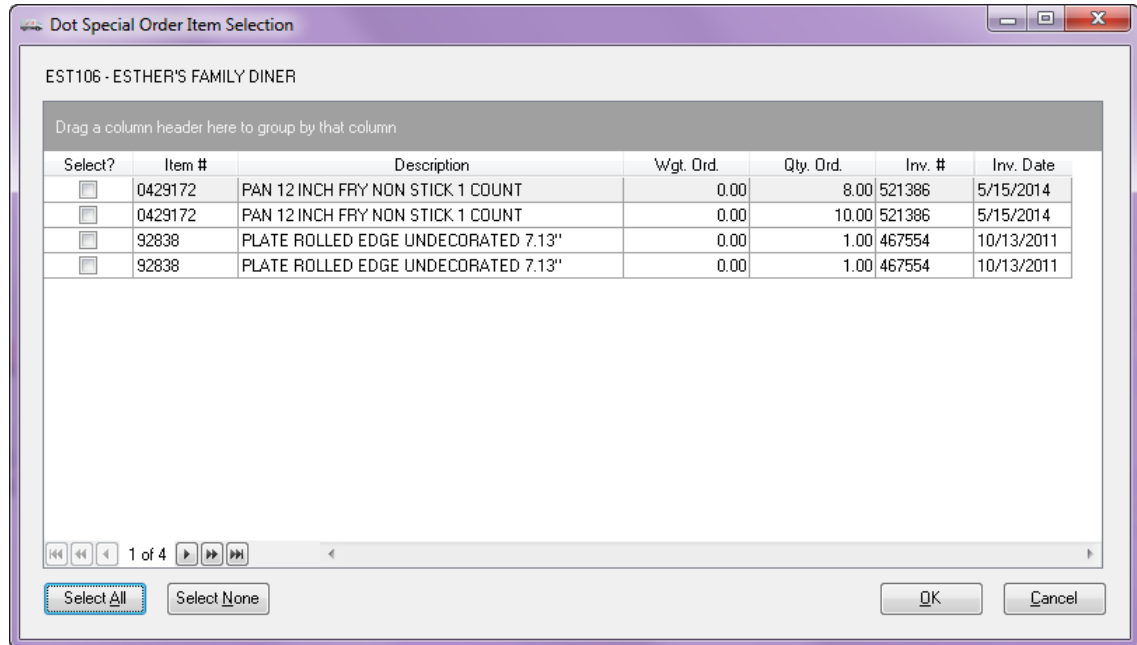 Dot Special Order Item Selection
EST106 - ESTHER'S FAMILY DINER
Drag a column header here to group by that column
Select? Item # Description Wgt. Ord. Qty. Ord. Inv. # Inv. Date
0429172 PAN 12 INCH FRY NON STICK 1 COUNT 0.00 8.00 521386 5/15/2014
0429172 PAN 12 INCH FRY NON STICK 1 COUNT 0.00 10.00 521386 5/15/2014
92838 PLATE ROLLED EDGE UNDECORATED 7.13" 0.00 1.00 467554 10/13/2011
92838 PLATE ROLLED EDGE UNDECORATED 7.13" 0.00 1.00 467554 10/13/2011
1 of 4
Select All Select None OK Cancel